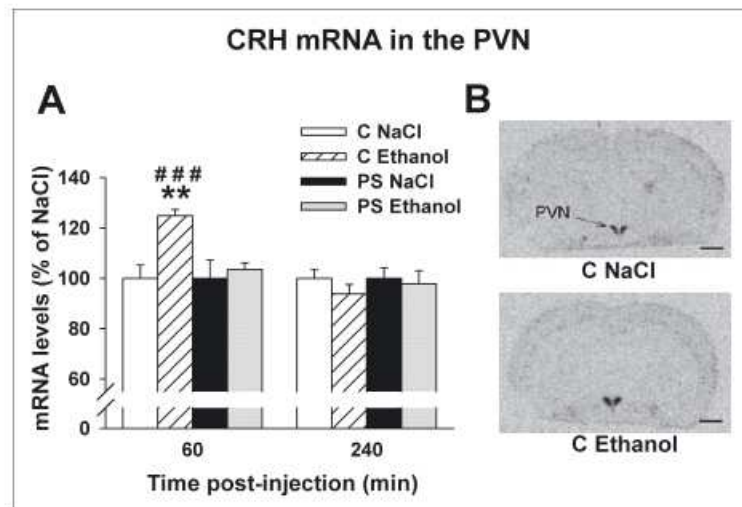 CRH mRNA in the PVN
A
C NaCl
C Ethanol
PS NaCl
PS Ethanol
###
**
mRNA levels (% of NaCl)
140
120
100
80
60
0
60
240
Time post-injection (min)
B
PVN
C NaCl
C Ethanol